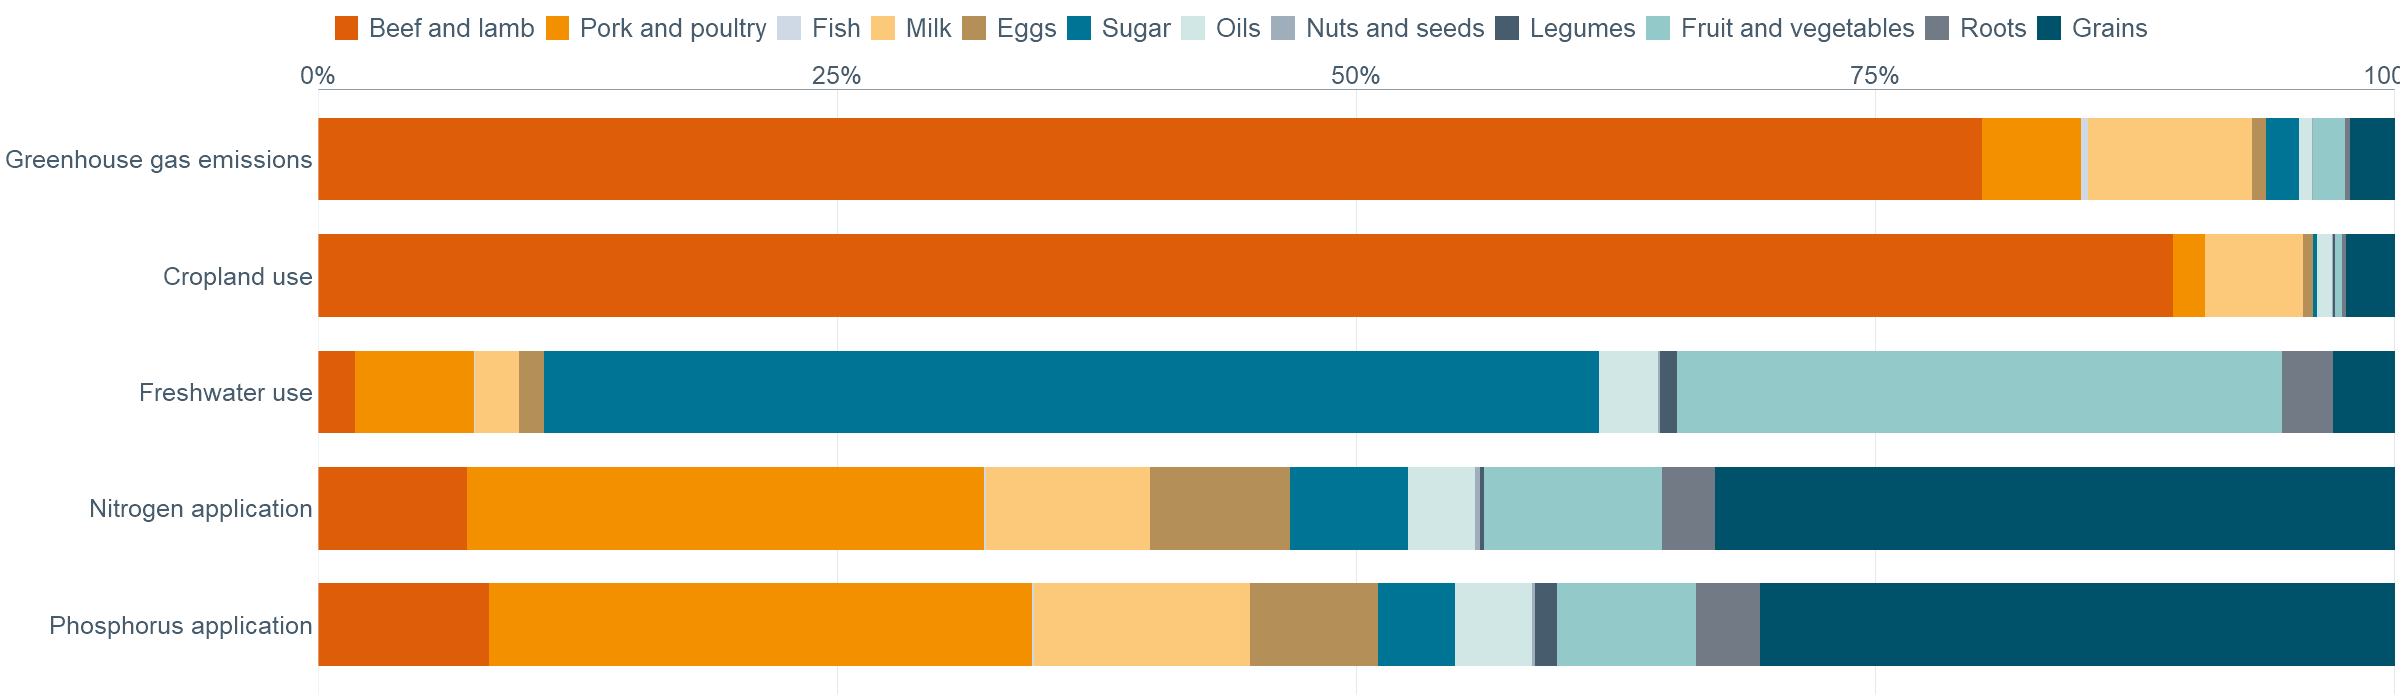 Beef and lamb Pork and poultry Fish Milk Eggs Sugar Oils Nuts and seeds Legumes Fruit and vegetables Roots Grains
0% 25% 50% 75% 100
Greenhouse gas emissions
Cropland use
Freshwater use
Nitrogen application
Phosphorus application